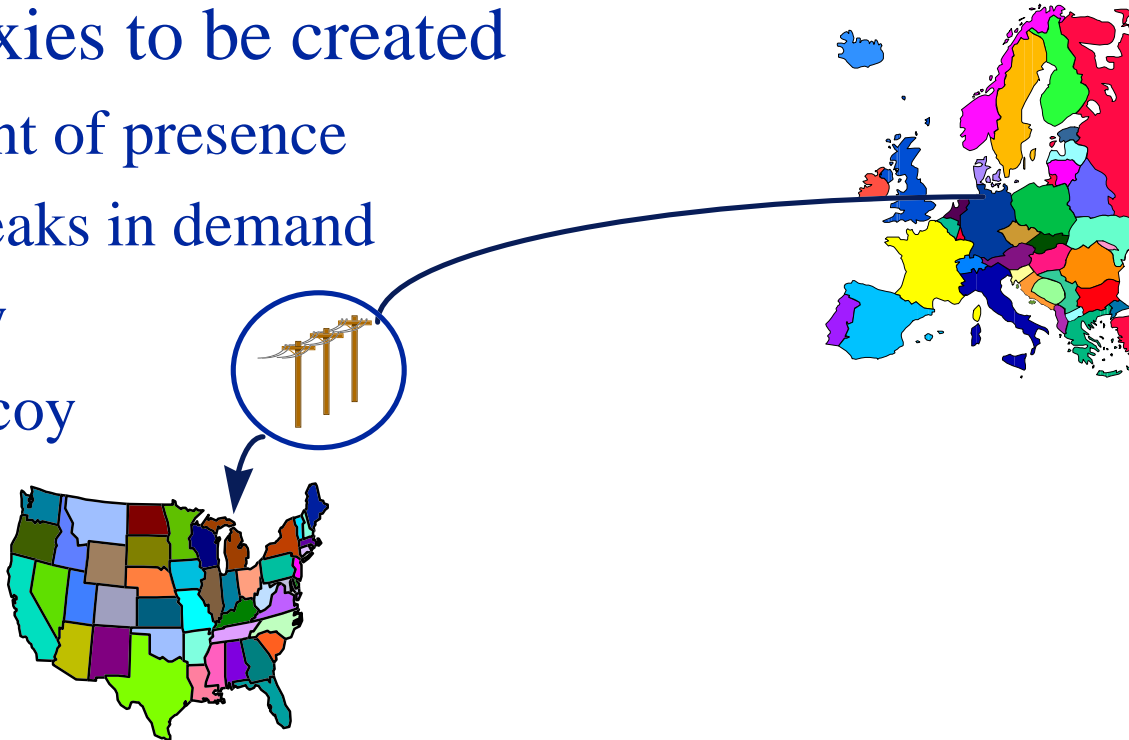 xies to be created
nt of presence
eaks in demand
y
coy